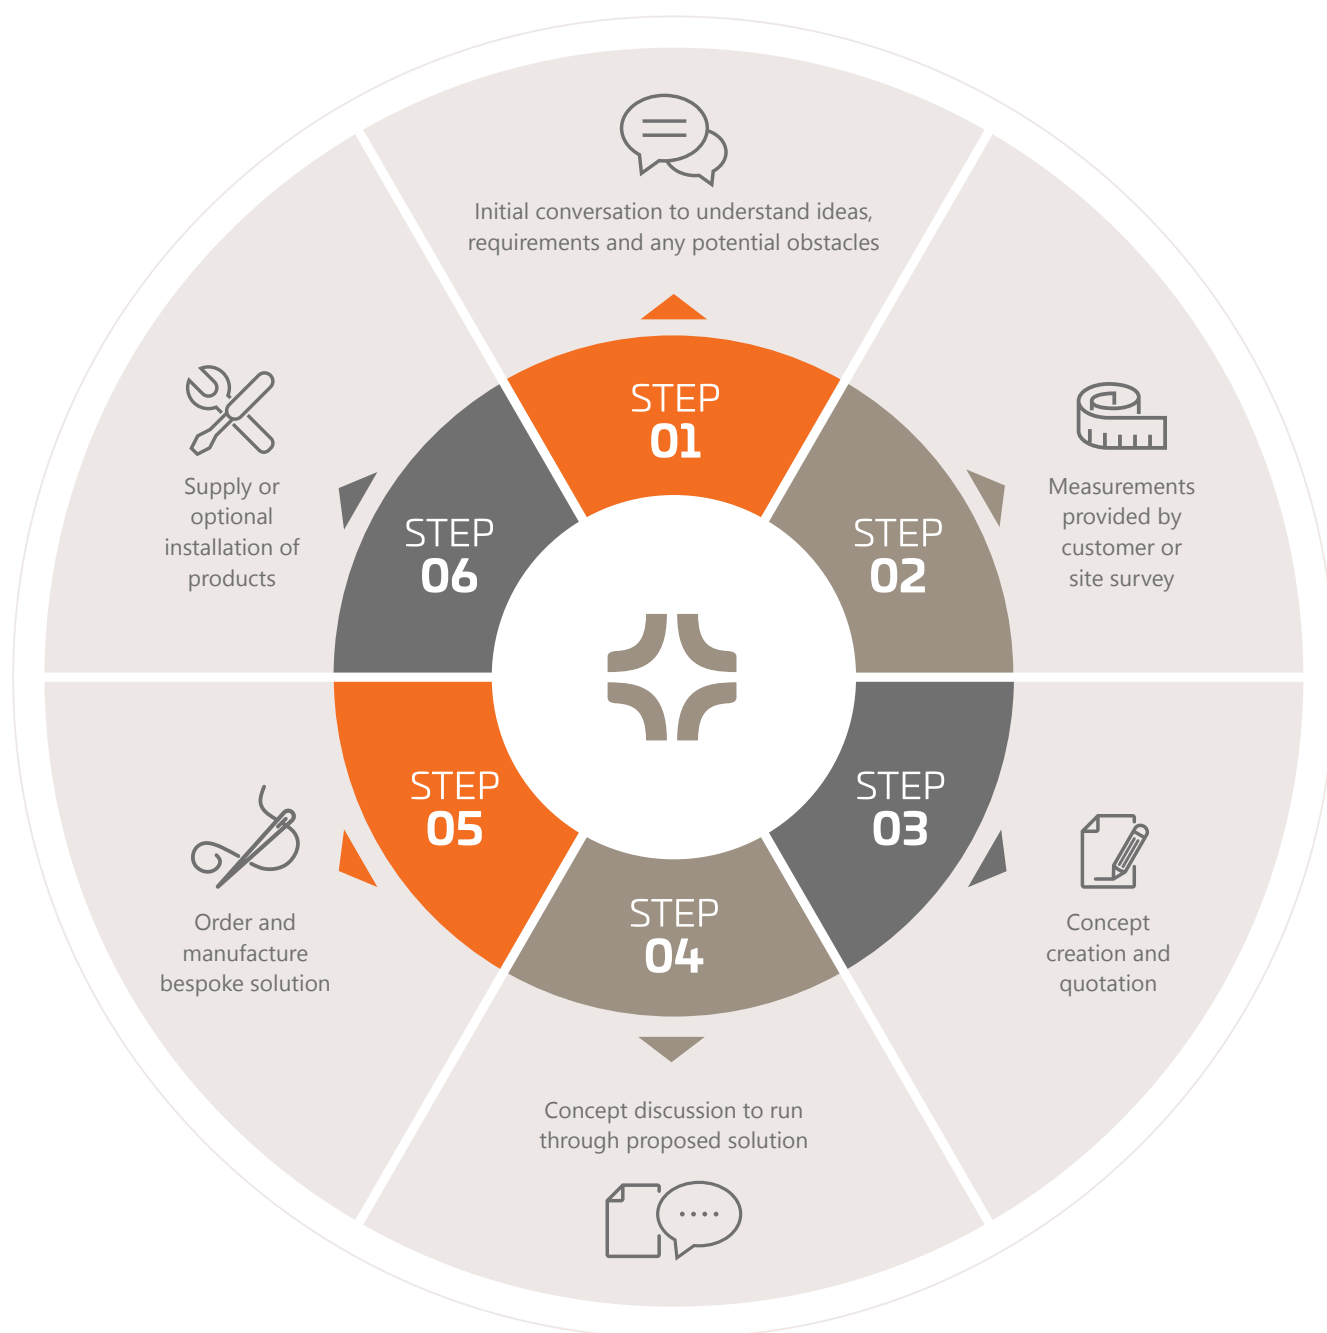 Initial conversation to understand ideas,
requirements and any potential obstacles
STEP
01
STEP
02
Measurements
provided by
customer or
site survey
STEP
03
Concept
creation and
quotation
STEP
04
Concept discussion to run
through proposed solution
STEP
05
Order and
manufacture
bespoke solution
STEP
06
Supply or
optional
installation of
products